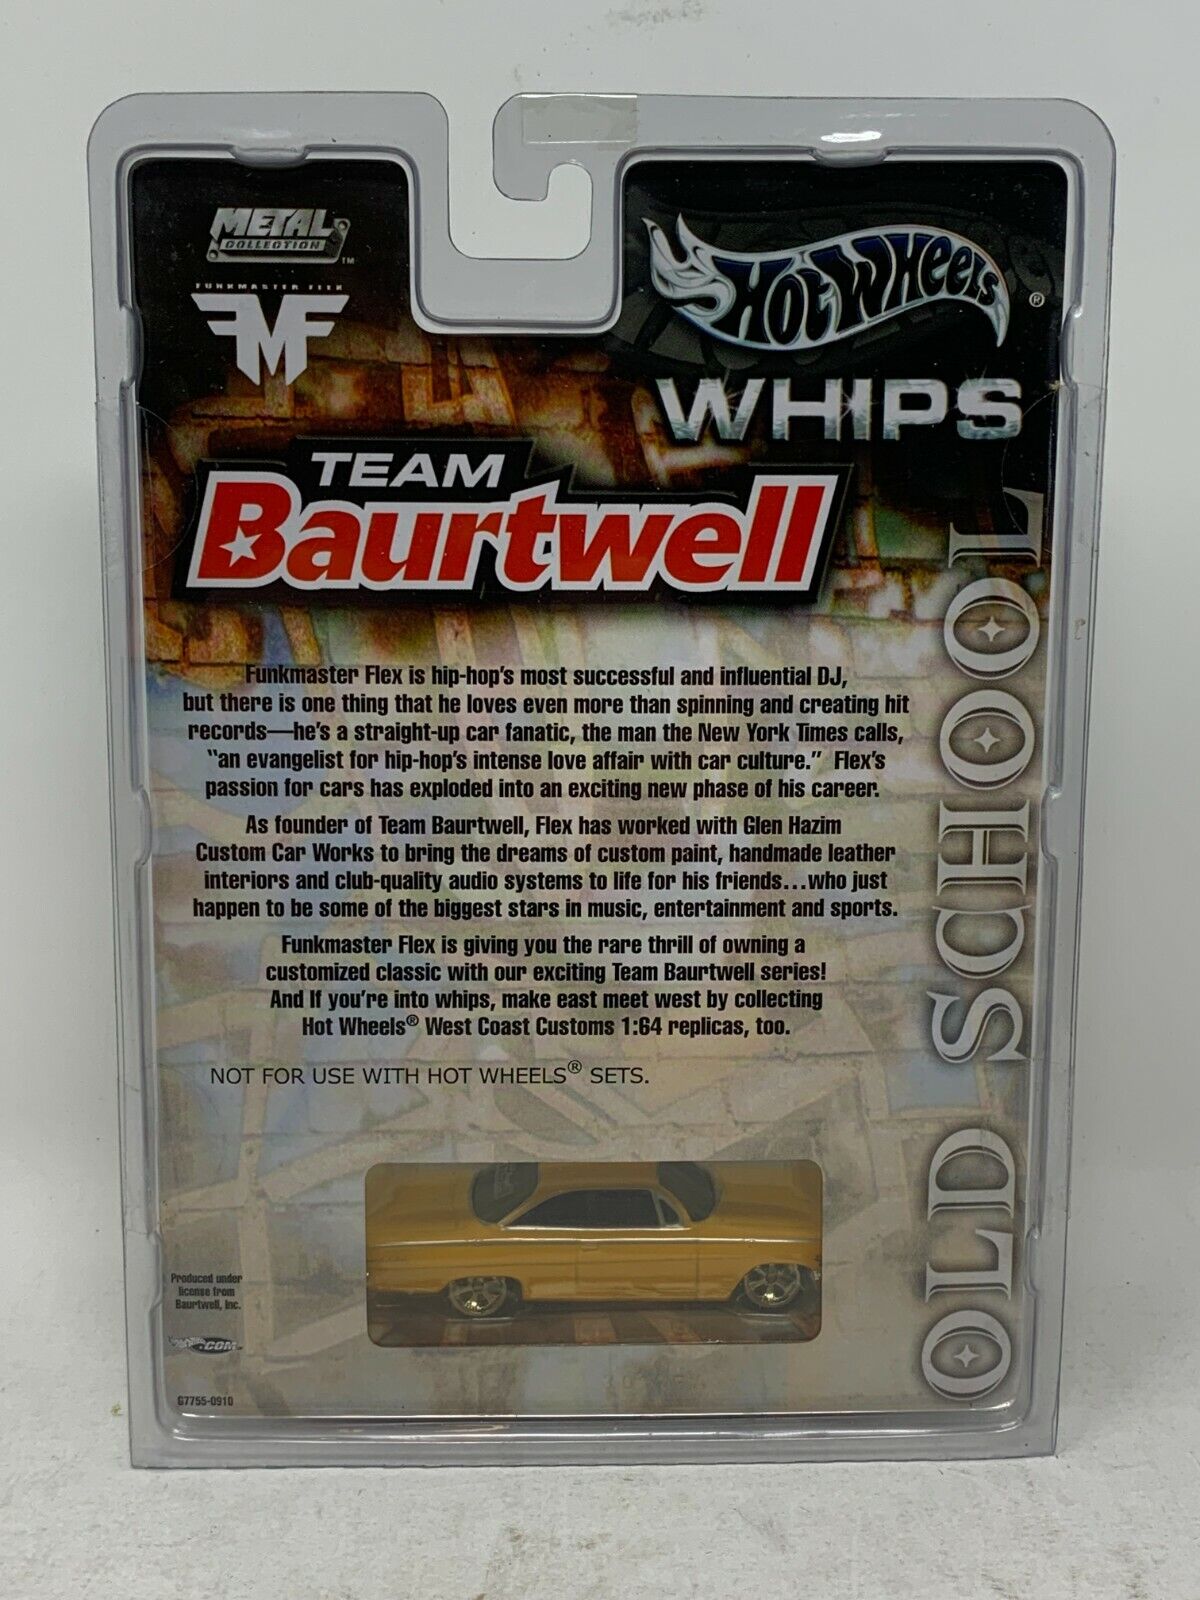 METAL
COLLECTION™
FUNKMASTER FLEX
FMF
HOT WHEELS®
WHIPS
TEAM
Baurtwell
OLD SCHOOL
Funkmaster Flex is hip-hop's most successful and influential DJ,
but there is one thing that he loves even more than spinning and creating hit
records—he's a straight-up car fanatic, the man the New York Times calls,
"an evangelist for hip-hop's intense love affair with car culture." Flex's
passion for cars has exploded into an exciting new phase of his career.
As founder of Team Baurtwell, Flex has worked with Glen Hazim
Custom Car Works to bring the dreams of custom paint, handmade leather
interiors and club-quality audio systems to life for his friends...who just
happen to be some of the biggest stars in music, entertainment and sports.
Funkmaster Flex is giving you the rare thrill of owning a
customized classic with our exciting Team Baurtwell series!
And If you're into whips, make east meet west by collecting
Hot Wheels® West Coast Customs 1:64 replicas, too.
NOT FOR USE WITH HOT WHEELS® SETS.
Produced under
license from
Baurtwell, Inc.
Hot Wheels.COM™
G7755-0910